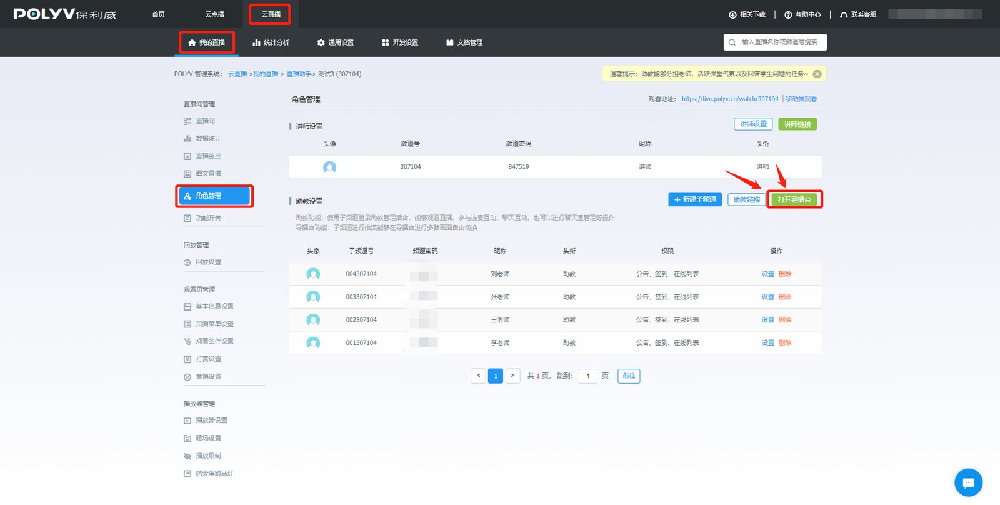 POLYV保利威 首页 云点播 云直播 相关下载 帮助中心 联系客服
我的直播 统计分析 通用设置 开发设置 文档管理 输入直播名称或频道号搜索
POLYV 管理系统： 云直播 >我的直播 > 直播助手> 测试3 (307104)
温馨提示：助教能够分担老师，活跃课堂气氛以及回答学生问题的任务~
直播间管理
直播间
数据统计
直播监控
图文直播
角色管理
功能开关
回放管理
回放设置
观看页管理
基本信息设置
页面菜单设置
观看条件设置
打赏设置
营销设置
播放器管理
播放器设置
暖场设置
播放限制
防录屏跑马灯
角色管理 观看地址： https://live.polyv.cn/watch/307104 | 移动端观看
讲师设置 讲师设置 讲师链接
头像 频道号 频道密码 昵称 头衔
307104 847519 讲师 讲师
助教设置 + 新建子频道 助教链接 打开导播台
助教功能：使用子频道登录助教管理后台，能够观看直播、参与连麦互动、聊天互动、也可以进行聊天室管理等操作
导播台功能：子频道进行推流能够在导播台进行多路画面自由切换
头像 子频道号 频道密码 昵称 头衔 权限 操作
004307104 刘老师 助教 公告、签到、在线列表 设置 删除
003307104 张老师 助教 公告、签到、在线列表 设置 删除
002307104 王老师 助教 公告、签到、在线列表 设置 删除
001307104 李老师 助教 公告、签到、在线列表 设置 删除
< 1 > 共 1 页， 跳到： 1 页 前往